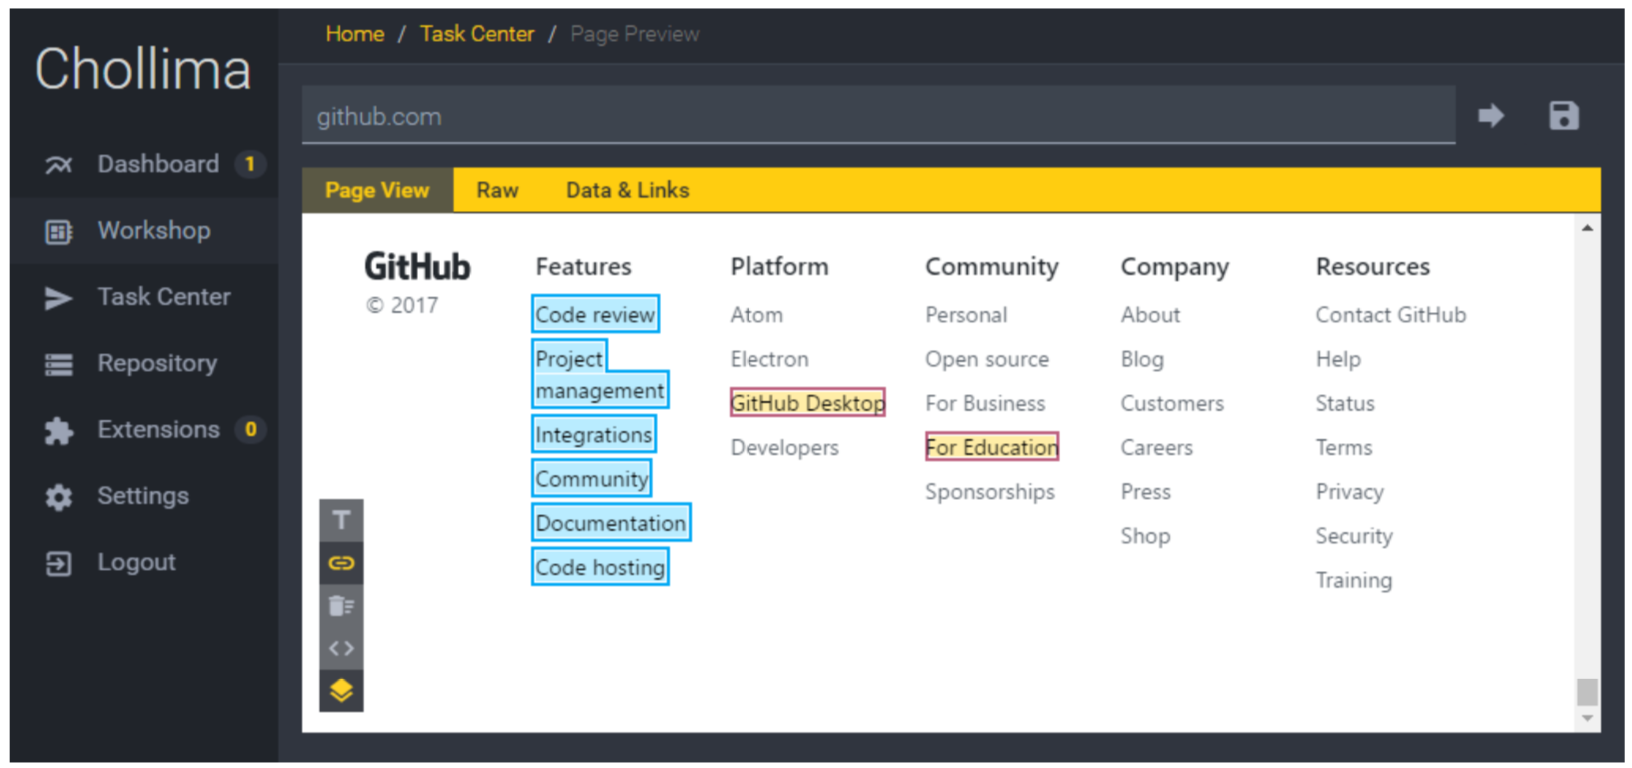 Chollima
Dashboard 1
Workshop
Task Center
Repository
Extensions 0
Settings
Logout
Home / Task Center / Page Preview
github.com
Page View Raw Data & Links
GitHub
© 2017
Features
Code review
Project
management
Integrations
Community
Documentation
Code hosting
Platform
Atom
Electron
GitHub Desktop
Developers
Community
Personal
Open source
For Business
For Education
Sponsorships
Company
About
Blog
Customers
Careers
Press
Shop
Resources
Contact GitHub
Help
Status
Terms
Privacy
Security
Training
T